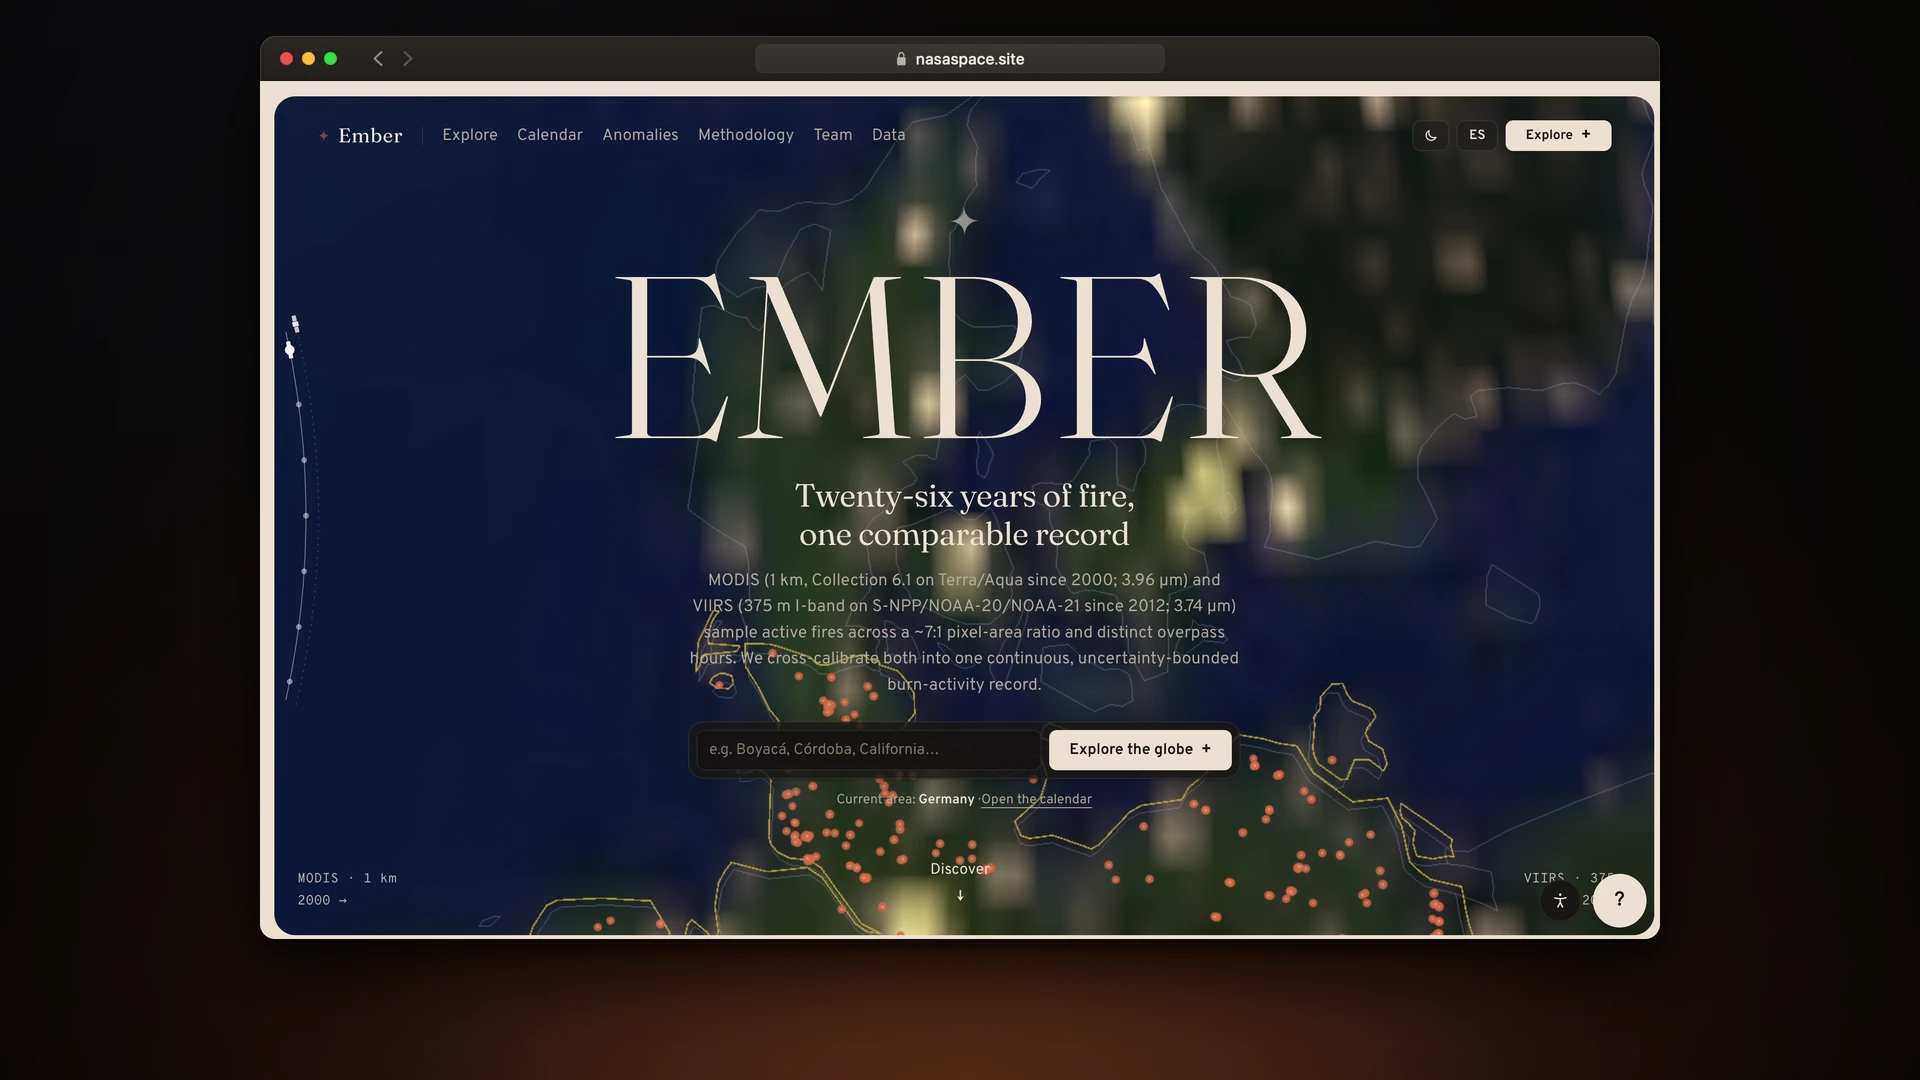 nasaspace.site
Ember
Explore Calendar Anomalies Methodology Team Data
ES
Explore +
EMBER
Twenty-six years of fire,
one comparable record
MODIS (1 km, Collection 6.1 on Terra/Aqua since 2000; 3.96 µm) and
VIIRS (375 m I-band on S-NPP/NOAA-20/NOAA-21 since 2012; 3.74 µm)
sample active fires across a ~7:1 pixel-area ratio and distinct overpass
hours. We cross-calibrate both into one continuous, uncertainty-bounded
burn-activity record.
e.g. Boyacá, Córdoba, California...
Explore the globe +
Current area: Germany · Open the calendar
Discover
↓
MODIS · 1 km
2000 →
VIIRS ·
?